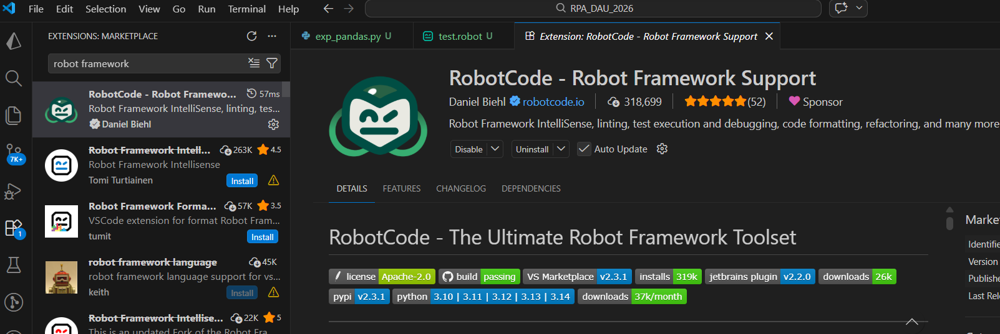 File Edit Selection View Go Run Terminal Help
RPA_DAU_2026
EXTENSIONS: MARKETPLACE
robot framework
RobotCode - Robot Framewo... 57ms
Robot Framework IntelliSense, linting, tes...
Daniel Biehl
Robot Framework Intell... 263K 4.5
Robot Framework Intellisense
Tomi Turtiainen Install
7K+
Robot Framework Forma... 57K 3.5
VSCode extension for format Robot Fram...
tumit Install
1
robot framework language 45K
robot framework language support for vs...
keith Install
Robot Framework Intellise... 22K 5
This is an updated Fork of the Robot Fra
exp_pandas.py U
test.robot U
Extension: RobotCode - Robot Framework Support
RobotCode - Robot Framework Support
Daniel Biehl robotcode.io 318,699 (52) Sponsor
Robot Framework IntelliSense, linting, test execution and debugging, code formatting, refactoring, and many more
Disable Uninstall Auto Update
DETAILS FEATURES CHANGELOG DEPENDENCIES
RobotCode - The Ultimate Robot Framework Toolset
license Apache-2.0 build passing VS Marketplace v2.3.1 installs 319k jetbrains plugin v2.2.0 downloads 26k
pypi v2.3.1 python 3.10 | 3.11 | 3.12 | 3.13 | 3.14 downloads 37k/month
Market
Identifie
Version
Publishe
Last Rel